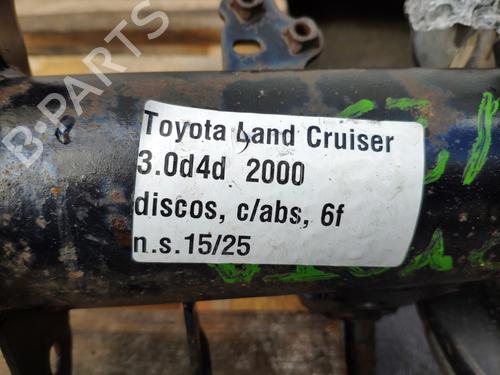 B-PARTS
Toyota Land Cruiser
3.0d4d 2000
discos, c/abs, 6f
n.s.15/25